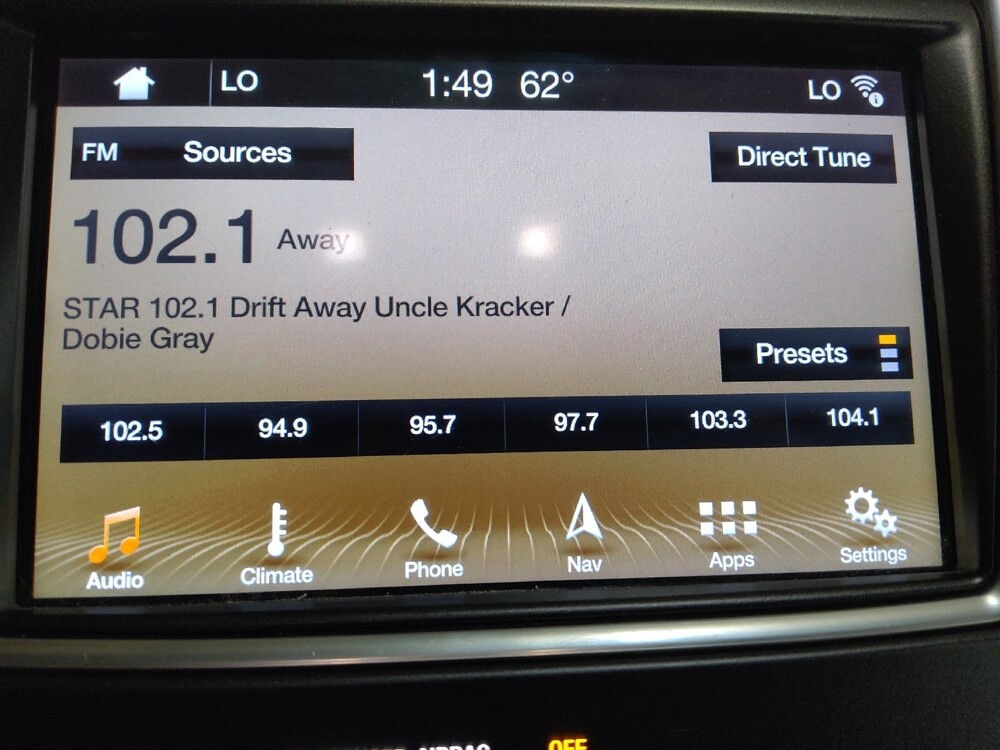 LO 1:49 62° LO
FM Sources Direct Tune
102.1 Away
STAR 102.1 Drift Away Uncle Kracker /
Dobie Gray
Presets
102.5 94.9 95.7 97.7 103.3 104.1
Audio Climate Phone Nav Apps Settings
AIRBAG OFF